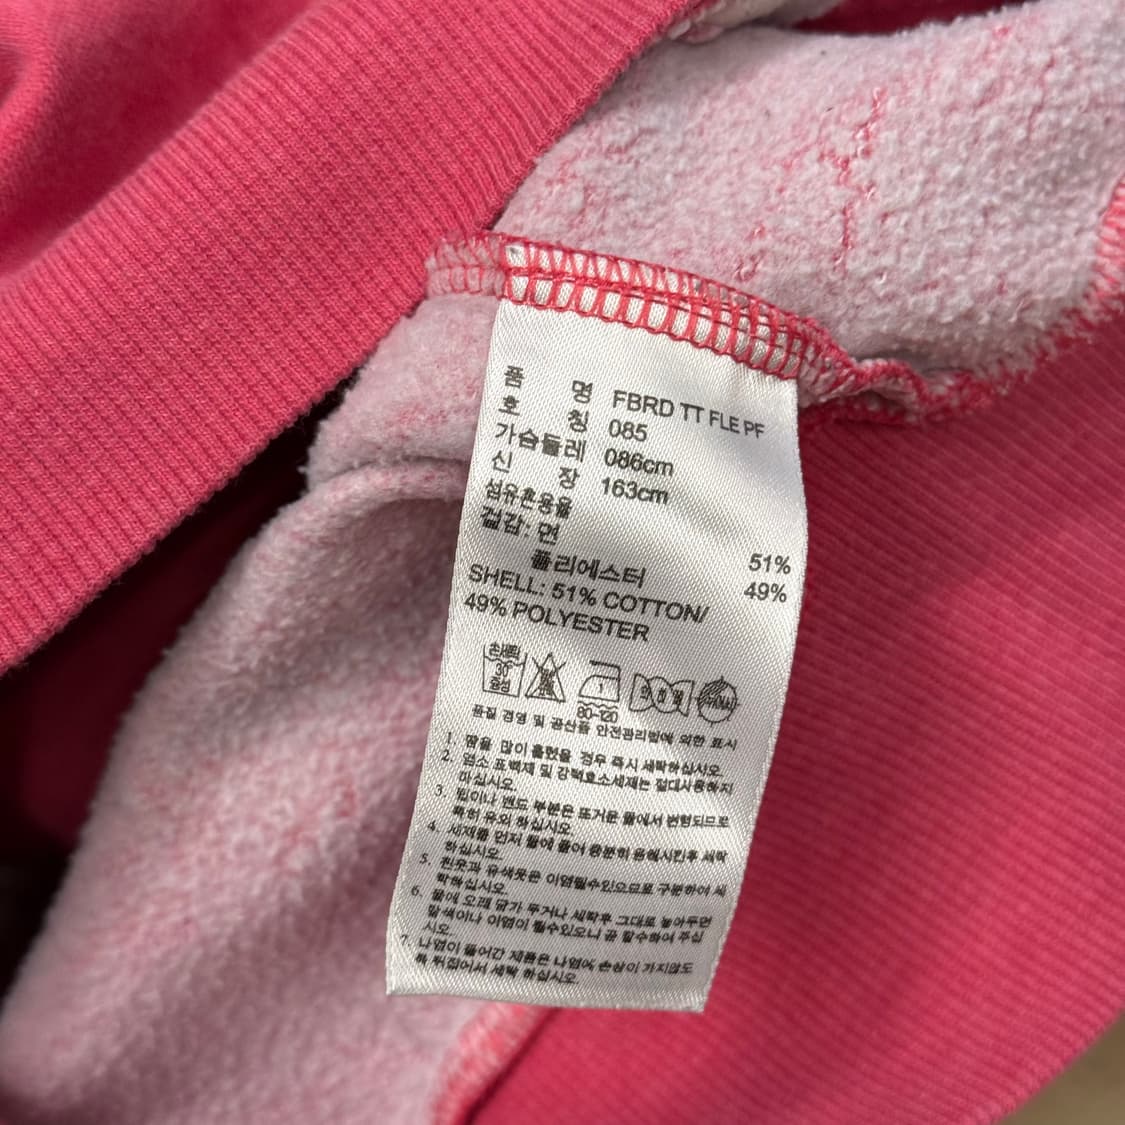 품 명 FBRD TT FLE PF
호 칭 085
가슴둘레 086cm
신 장 163cm
섬유혼용율
겉감: 면 51%
폴리에스터 49%
SHELL: 51% COTTON/
49% POLYESTER
손세탁
30
중성
1
80-120
품질 경영 및 공산품 안전관리법에 의한 표시
1. 땀을 많이 흘렸을 경우 즉시 세탁하십시오.
2. 염소 표백제 및 강력효소세제는 절대사용하지
마십시오.
3. 립이나 밴드 부분은 뜨거운 물에서 변형되므로
특히 유의 하십시오
4. 세제를 먼저 물에 풀어 충분히 용해시킨후 세탁
하십시오.
5. 흰옷과 유색옷은 이염될수있으므로 구분하여 세
탁하십시오.
6. 물에 오래 담가 두거나 세탁후 그대로 놓아두면
탈색이나 이염이 될수있으니 곧 탈수하여 주십
시오.
7. 나염이 들어간 제품은 나염에 손상이 가지않도
록 뒤집어서 세탁 하십시오.